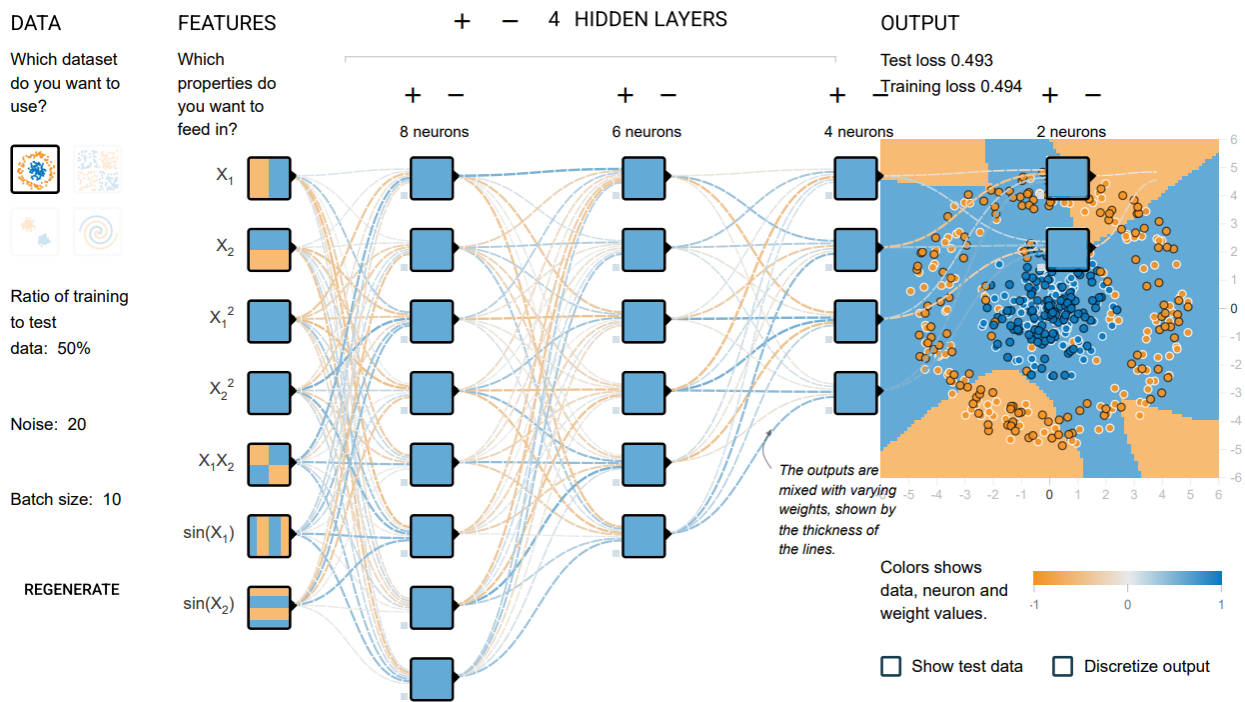 DATA
Which dataset
do you want to
use?
Ratio of training
to test
data: 50%
Noise: 20
Batch size: 10
REGENERATE
FEATURES
Which
properties do
you want to
feed in?
X1
X2
X1²
X2²
X1X2
sin(X1)
sin(X2)
+ − 4 HIDDEN LAYERS
+ −
8 neurons
+ −
6 neurons
+ −
4 neurons
+ −
2 neurons
The outputs are
mixed with varying
weights, shown by
the thickness of
the lines.
OUTPUT
Test loss 0.493
Training loss 0.494
6
5
4
3
2
1
0
-1
-2
-3
-4
-5
-6
-5 -4 -3 -2 -1 0 1 2 3 4 5 6
Colors shows
data, neuron and
weight values.
-1 0 1
Show test data
Discretize output